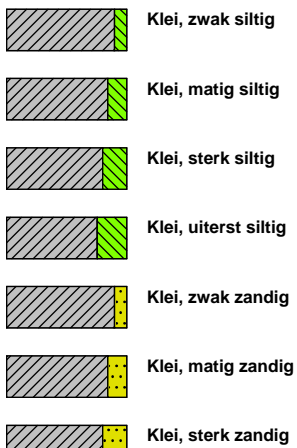 Klei, zwak siltig
Klei, matig siltig
Klei, sterk siltig
Klei, uiterst siltig
Klei, zwak zandig
Klei, matig zandig
Klei, sterk zandig